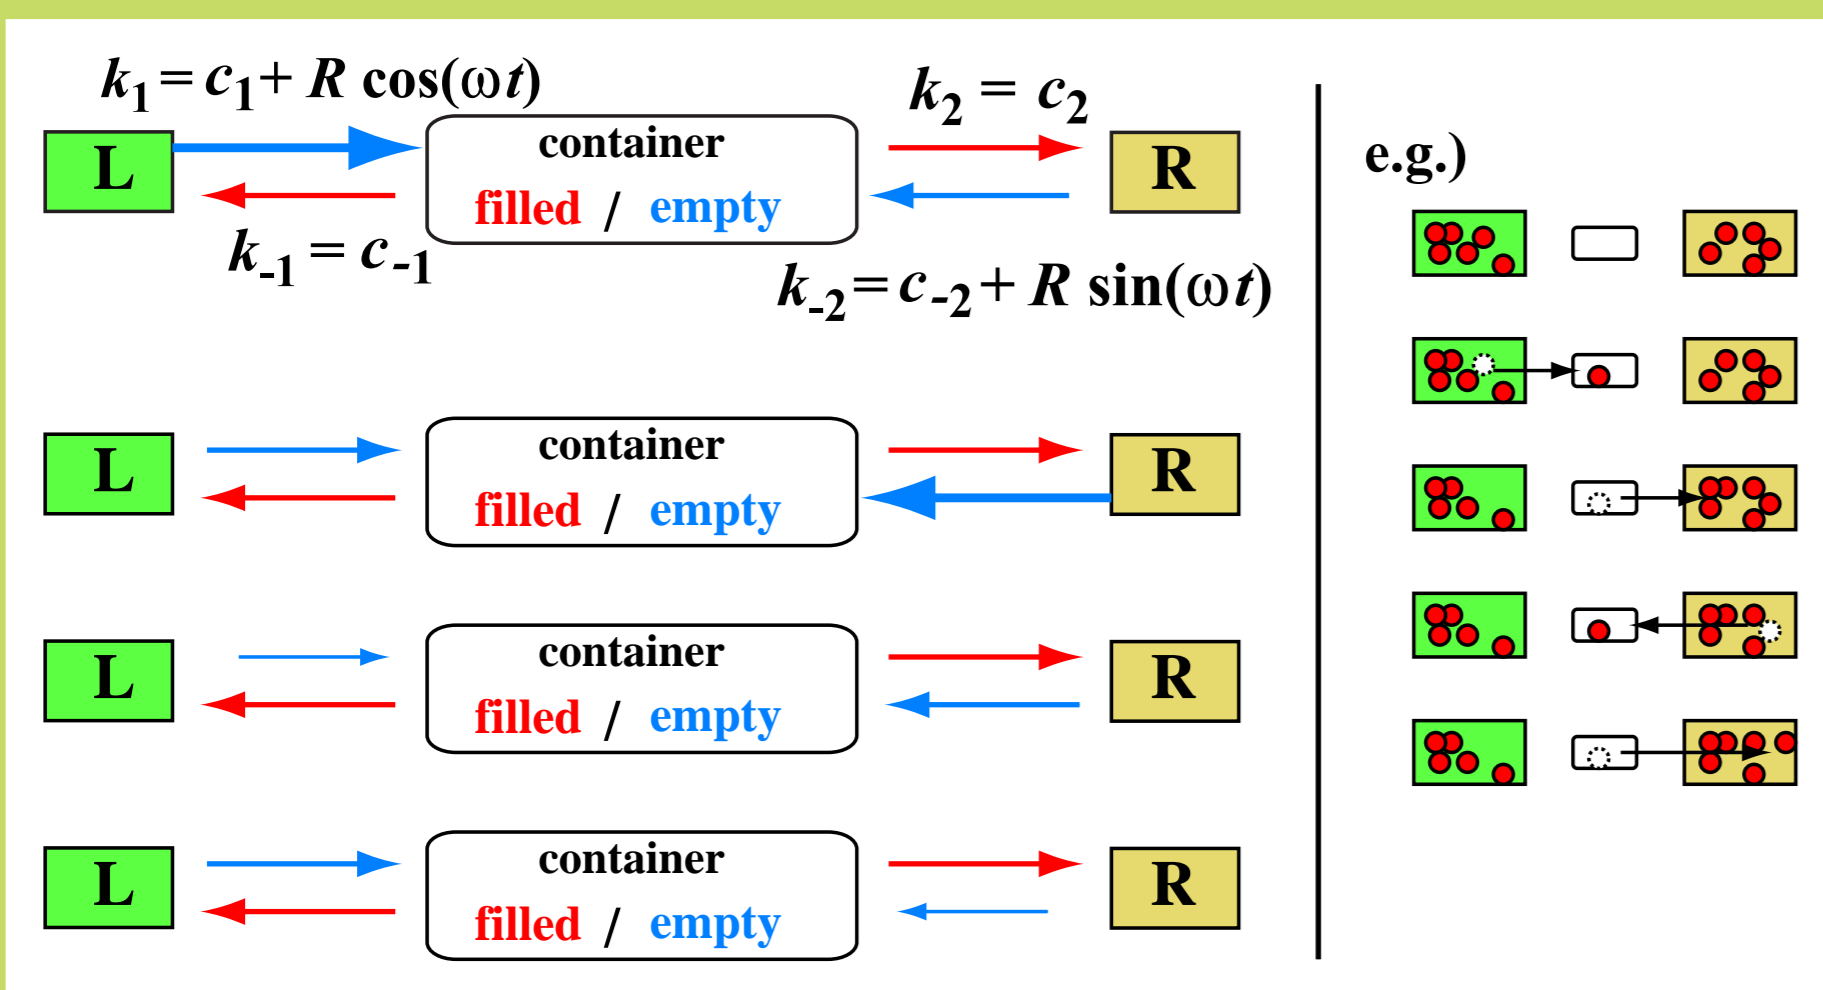 k₁ = c₁ + R cos(ωt)
k₂ = c₂
L
container
filled / empty
R
k₋₁ = c₋₁
k₋₂ = c₋₂ + R sin(ωt)
L
container
filled / empty
R
L
container
filled / empty
R
L
container
filled / empty
R
e.g.)